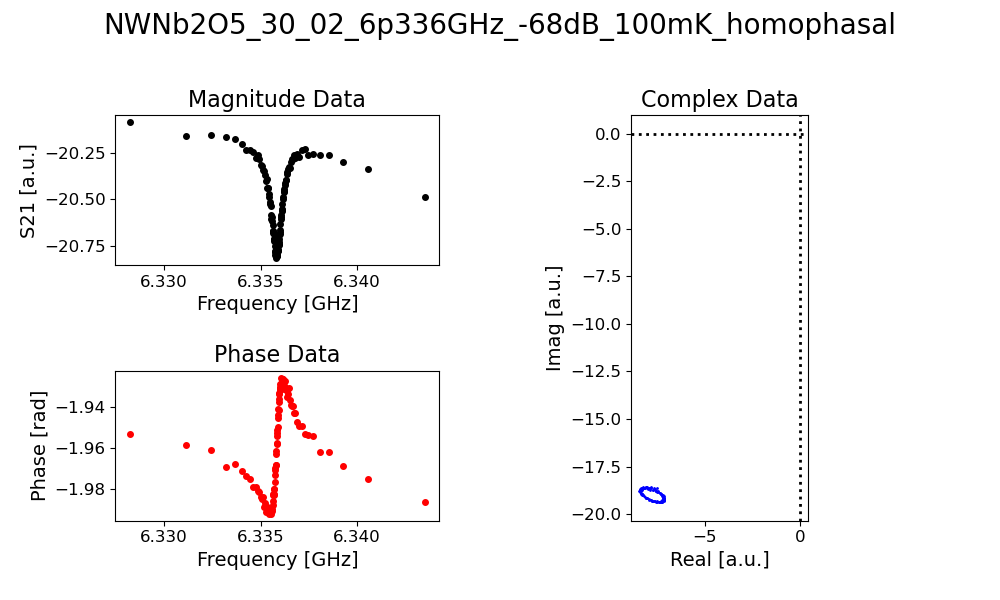 NWNb2O5_30_02_6p336GHz_-68dB_100mK_homophasal
Magnitude Data
S21 [a.u.]
−20.25
−20.50
−20.75
6.330 6.335 6.340
Frequency [GHz]
Phase Data
Phase [rad]
−1.94
−1.96
−1.98
6.330 6.335 6.340
Frequency [GHz]
Complex Data
Imag [a.u.]
0.0
−2.5
−5.0
−7.5
−10.0
−12.5
−15.0
−17.5
−20.0
−5 0
Real [a.u.]